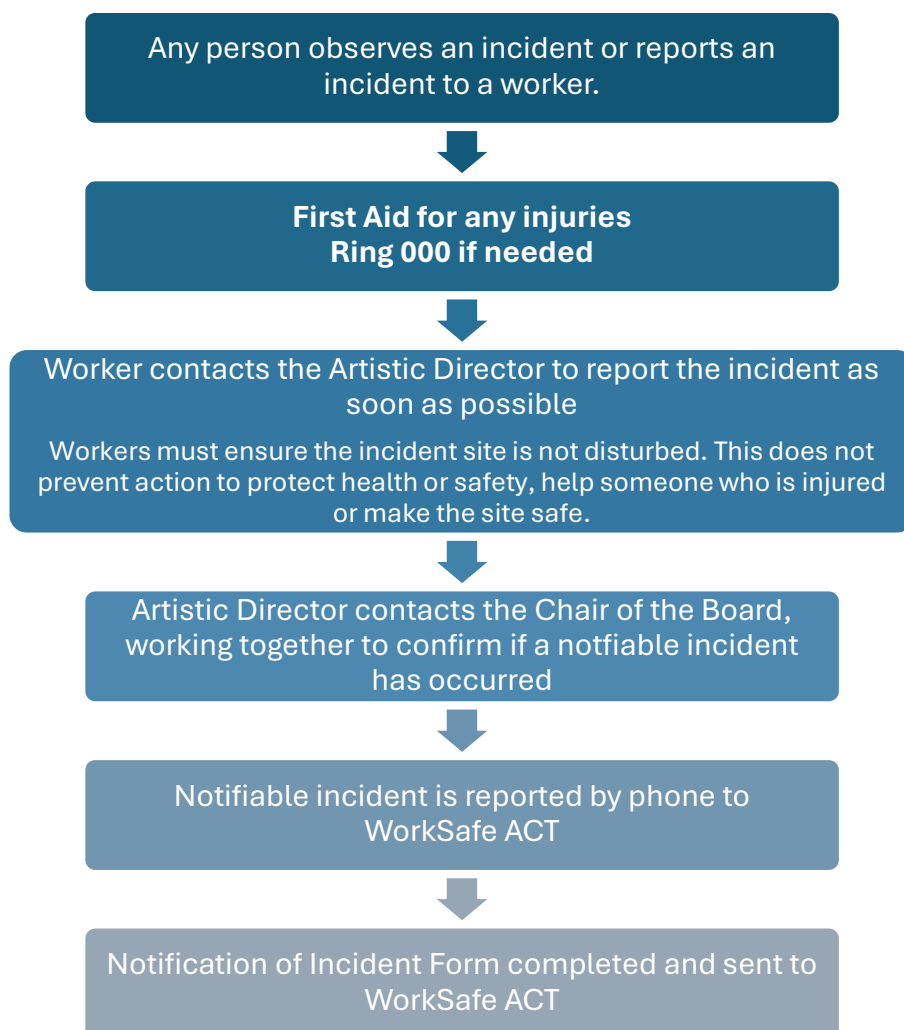 Any person observes an incident or reports an
incident to a worker.
First Aid for any injuries
Ring 000 if needed
Worker contacts the Artistic Director to report the incident as
soon as possible
Workers must ensure the incident site is not disturbed. This does not
prevent action to protect health or safety, help someone who is injured
or make the site safe.
Artistic Director contacts the Chair of the Board,
working together to confirm if a notfiable incident
has occurred
Notifiable incident is reported by phone to
WorkSafe ACT
Notification of Incident Form completed and sent to
WorkSafe ACT